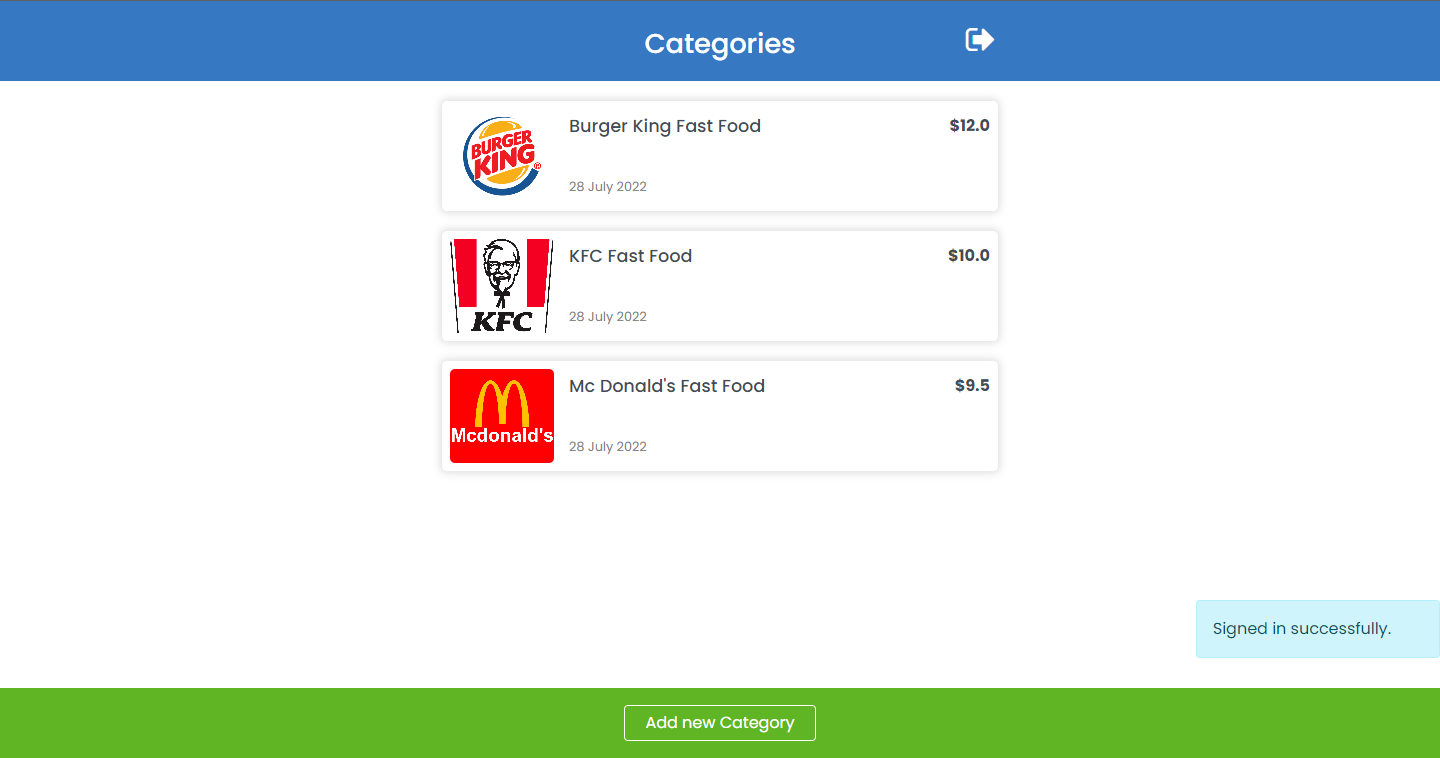 Categories
BURGER
KING
®
Burger King Fast Food
$12.0
28 July 2022
KFC
KFC Fast Food
$10.0
28 July 2022
Mcdonald's
Mc Donald's Fast Food
$9.5
28 July 2022
Signed in successfully.
Add new Category